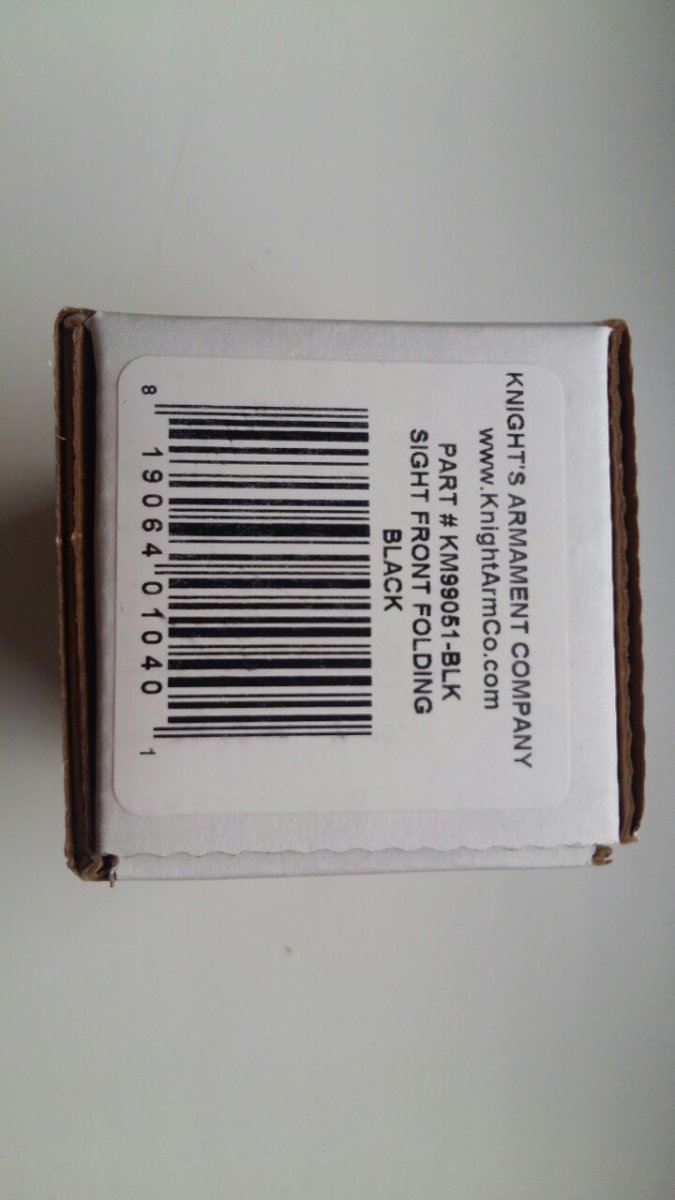 KNIGHT'S ARMAMENT COMPANY
www.KnightArmCo.com
PART # KM99051-BLK
SIGHT FRONT FOLDING
BLACK
8 19064 01040 1